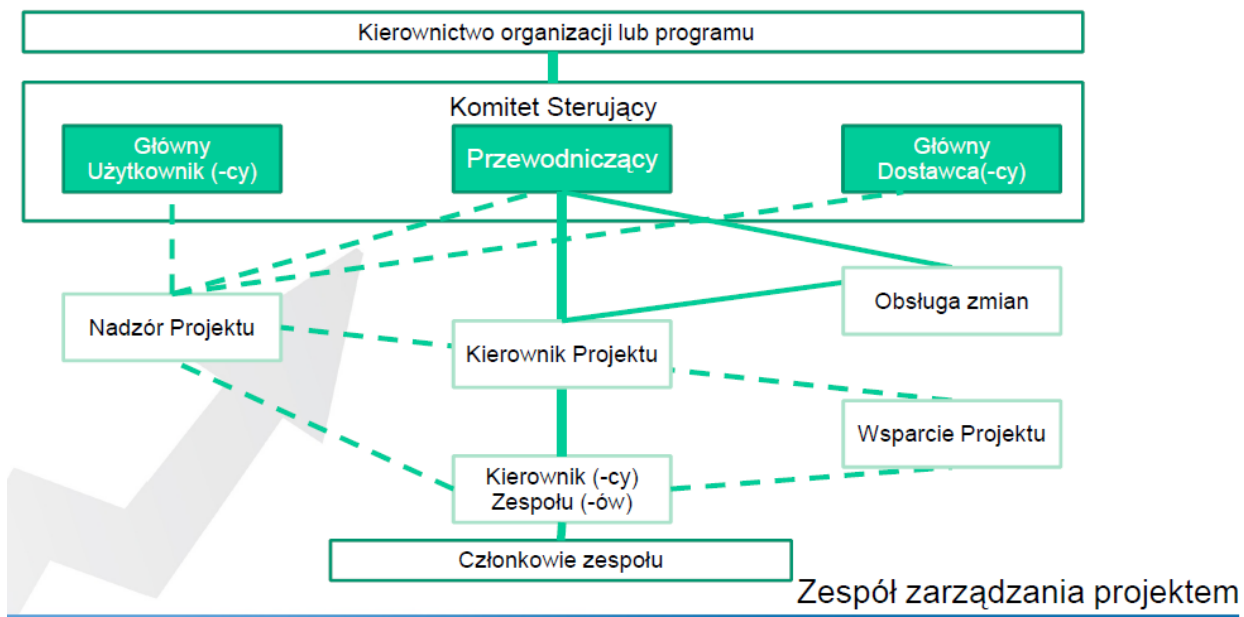 Kierownictwo organizacji lub programu
Komitet Sterujący
Główny
Użytkownik (-cy)
Przewodniczący
Główny
Dostawca(-cy)
Nadzór Projektu
Kierownik Projektu
Obsługa zmian
Wsparcie Projektu
Kierownik (-cy)
Zespołu (-ów)
Członkowie zespołu
Zespół zarządzania projektem